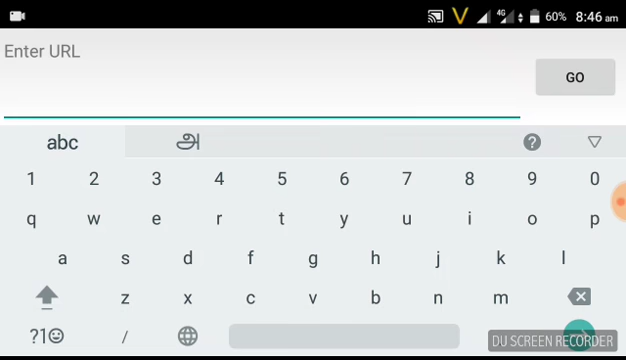 4G 60% 8:46 am
Enter URL
GO
abc அ
1 2 3 4 5 6 7 8 9 0
q w e r t y u i o p
a s d f g h j k l
z x c v b n m
?1 /
DU SCREEN RECORDER